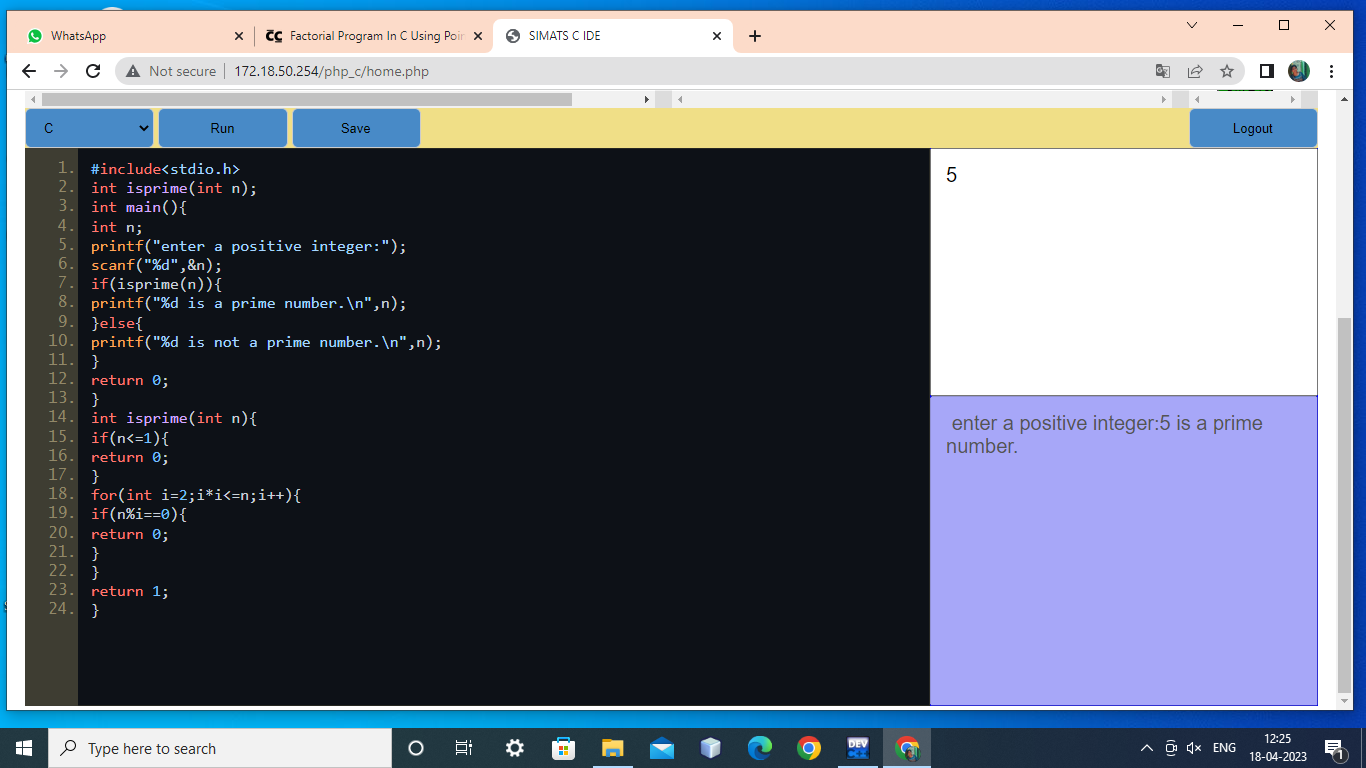 WhatsApp
Factorial Program In C Using Poin
SIMATS C IDE
Not secure
172.18.50.254/php_c/home.php
C
Run
Save
Logout
1. #include<stdio.h>
2. int isprime(int n);
3. int main(){
4. int n;
5. printf("enter a positive integer:");
6. scanf("%d",&n);
7. if(isprime(n)){
8. printf("%d is a prime number.\n",n);
9. }else{
10. printf("%d is not a prime number.\n",n);
11. }
12. return 0;
13. }
14. int isprime(int n){
15. if(n<=1){
16. return 0;
17. }
18. for(int i=2;i*i<=n;i++){
19. if(n%i==0){
20. return 0;
21. }
22. }
23. return 1;
24. }
5
enter a positive integer:5 is a prime
number.
Type here to search
DEV
ENG
12:25
18-04-2023
1